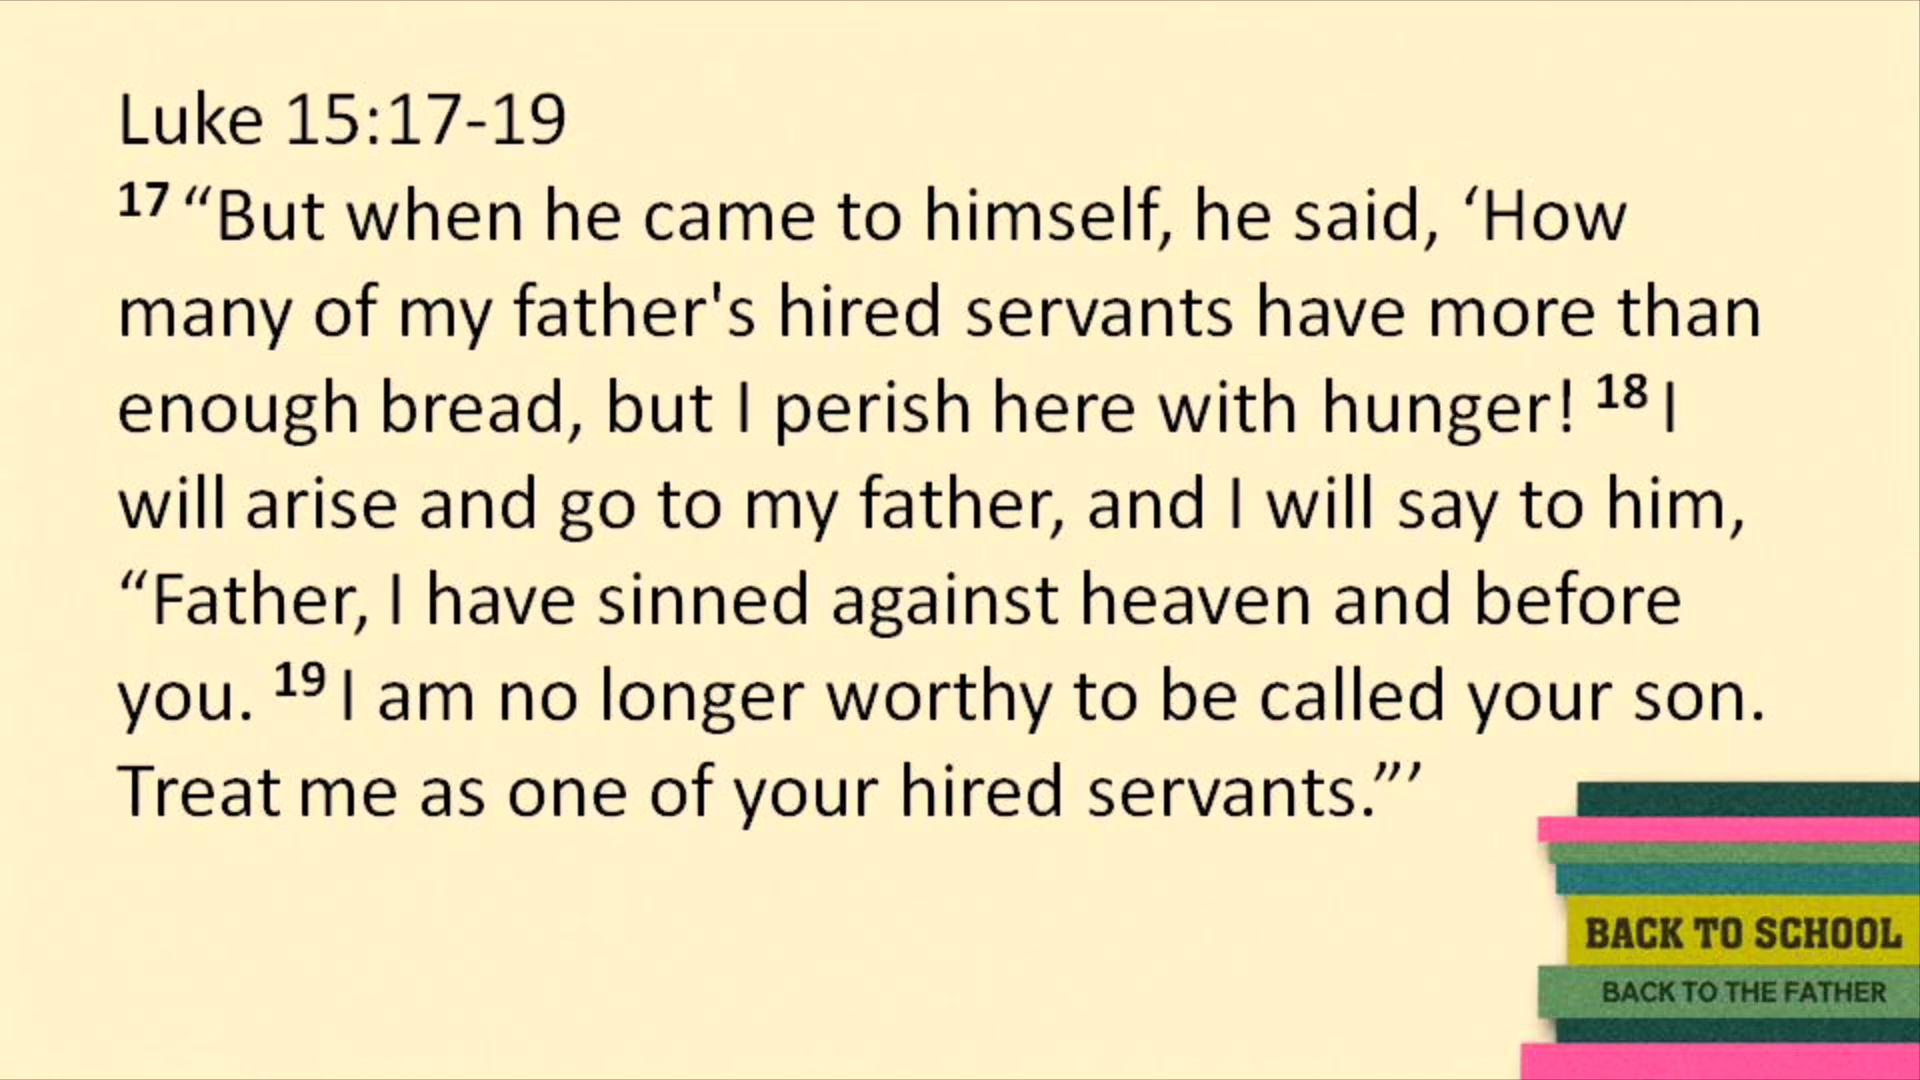 Luke 15:17-19
17 “But when he came to himself, he said, ‘How
many of my father's hired servants have more than
enough bread, but I perish here with hunger! 18 I
will arise and go to my father, and I will say to him,
“Father, I have sinned against heaven and before
you. 19 I am no longer worthy to be called your son.
Treat me as one of your hired servants.”’
BACK TO SCHOOL
BACK TO THE FATHER